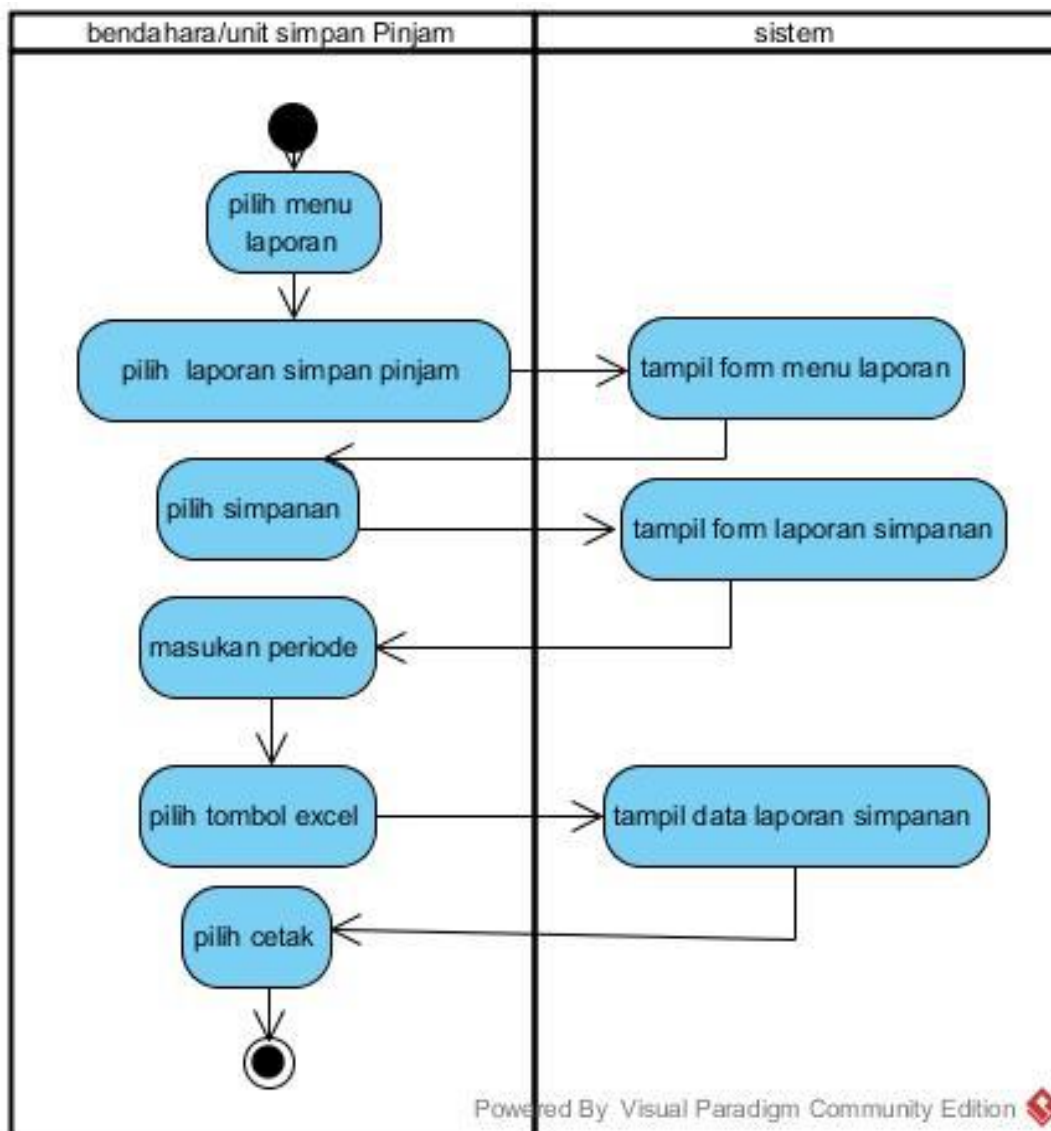 bendahara/unit simpan Pinjam
sistem
pilih menu
laporan
pilih laporan simpan pinjam
tampil form menu laporan
pilih simpanan
tampil form laporan simpanan
masukan periode
pilih tombol excel
tampil data laporan simpanan
pilih cetak
Powered By Visual Paradigm Community Edition